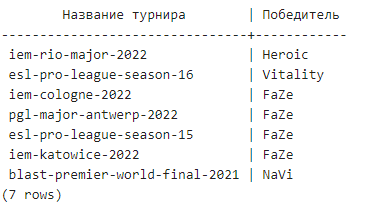 Название турнира | Победитель
-------------------------------+------------
iem-rio-major-2022 | Heroic
esl-pro-league-season-16 | Vitality
iem-cologne-2022 | FaZe
pgl-major-antwerp-2022 | FaZe
esl-pro-league-season-15 | FaZe
iem-katowice-2022 | FaZe
blast-premier-world-final-2021 | NaVi
(7 rows)